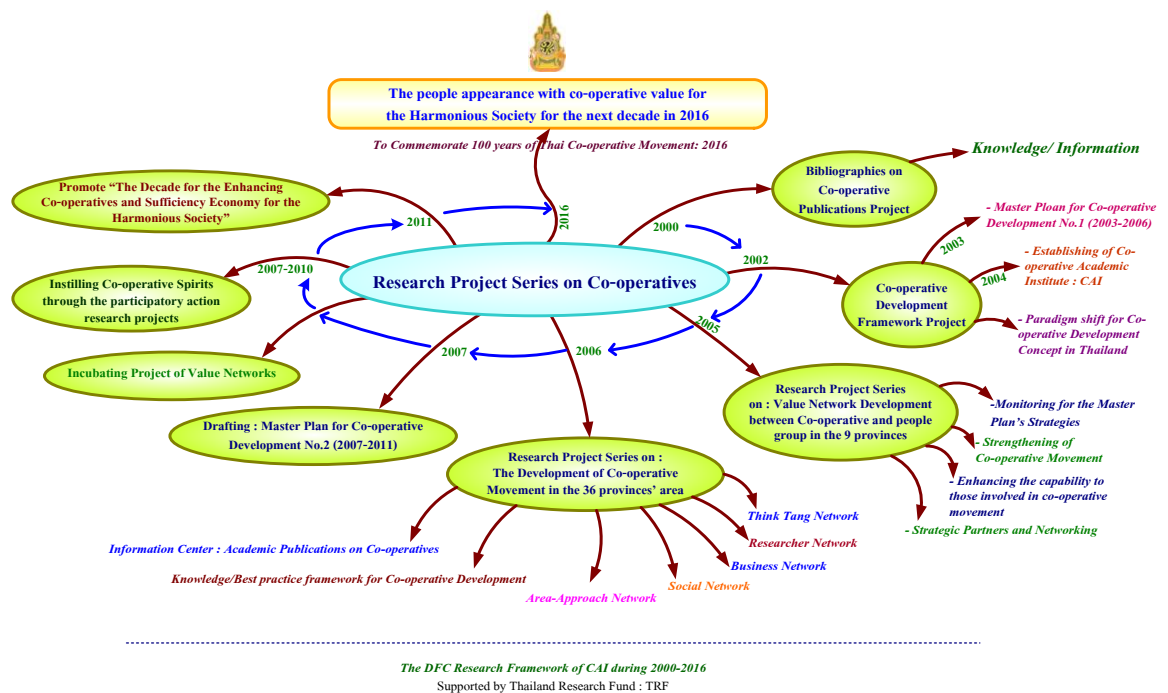 The people appearance with co-operative value for
the Harmonious Society for the next decade in 2016
To Commemorate 100 years of Thai Co-operative Movement: 2016
Knowledge/ Information
Bibliographies on
Co-operative
Publications Project
Promote “The Decade for the Enhancing
Co-operatives and Sufficiency Economy for the
Harmonious Society”
2011
2016
2000
2002
- Master Ploan for Co-operative
Development No.1 (2003-2006)
2003
- Establishing of Co-
operative Academic
Institute : CAI
2004
Co-operative
Development
Framework Project
- Paradigm shift for Co-
operative Development
Concept in Thailand
2007-2010
Instilling Co-operative Spirits
through the participatory action
research projects
Research Project Series on Co-operatives
2005
2006
2007
Incubating Project of Value Networks
Drafting : Master Plan for Co-operative
Development No.2 (2007-2011)
Research Project Series
on : Value Network Development
between Co-operative and people
group in the 9 provinces
-Monitoring for the Master
Plan’s Strategies
- Strengthening of
Co-operative Movement
- Enhancing the capability to
those involved in co-operative
movement
- Strategic Partners and Networking
Research Project Series on :
The Development of Co-operative
Movement in the 36 provinces’ area
Think Tang Network
Researcher Network
Business Network
Social Network
Area-Approach Network
Knowledge/Best practice framework for Co-operative Development
Information Center : Academic Publications on Co-operatives
The DFC Research Framework of CAI during 2000-2016
Supported by Thailand Research Fund : TRF